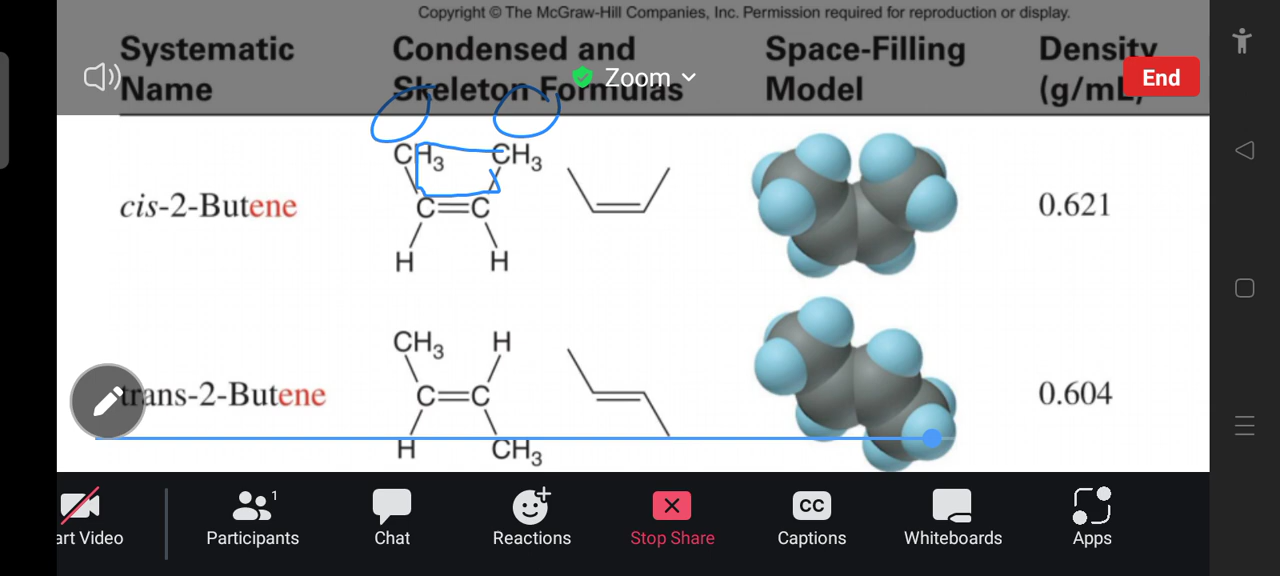 Copyright © The McGraw-Hill Companies, Inc. Permission required for reproduction or display.
Systematic Name
Condensed and Skeleton Formulas
Space-Filling Model
Density (g/mL)
Zoom
End
CH3 CH3
cis-2-Butene
C=C
0.621
H H
CH3 H
trans-2-Butene
C=C
0.604
H CH3
art Video
Participants
1
Chat
Reactions
Stop Share
CC
Captions
Whiteboards
Apps